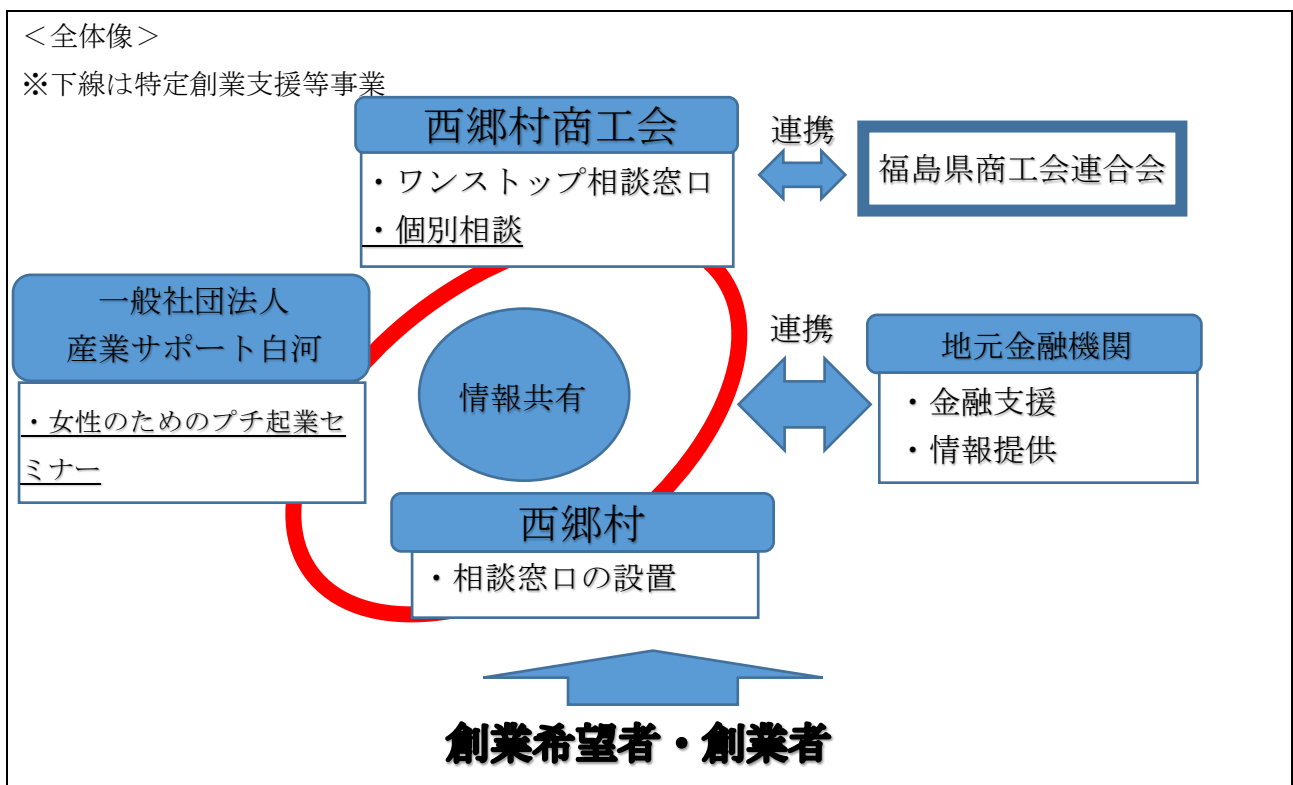 ＜全体像＞
※下線は特定創業支援等事業
西郷村商工会
・ワンストップ相談窓口
・個別相談
連携
福島県商工会連合会
一般社団法人
産業サポート白河
・女性のためのプチ起業セ
ミナー
情報共有
連携
地元金融機関
・金融支援
・情報提供
西郷村
・相談窓口の設置
創業希望者・創業者